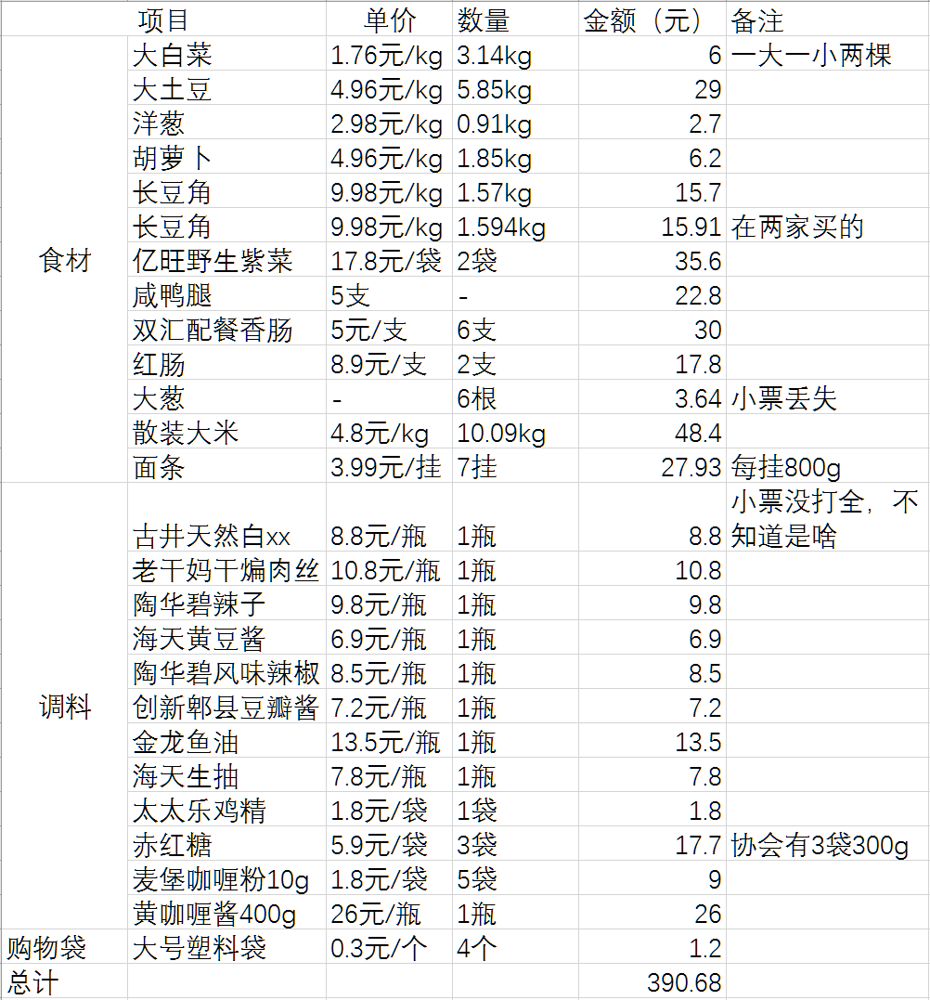 项目 单价 数量 金额（元） 备注
食材
大白菜 1.76元/kg 3.14kg 6 一大一小两棵
大土豆 4.96元/kg 5.85kg 29
洋葱 2.98元/kg 0.91kg 2.7
胡萝卜 4.96元/kg 1.85kg 6.2
长豆角 9.98元/kg 1.57kg 15.7
长豆角 9.98元/kg 1.594kg 15.91 在两家买的
亿旺野生紫菜 17.8元/袋 2袋 35.6
咸鸭腿 5支 - 22.8
双汇配餐香肠 5元/支 6支 30
红肠 8.9元/支 2支 17.8
大葱 - 6根 3.64 小票丢失
散装大米 4.8元/kg 10.09kg 48.4
面条 3.99元/挂 7挂 27.93 每挂800g
调料
古井天然白xx 8.8元/瓶 1瓶 8.8 小票没打全，不
知道是啥
老干妈干煸肉丝 10.8元/瓶 1瓶 10.8
陶华碧辣子 9.8元/瓶 1瓶 9.8
海天黄豆酱 6.9元/瓶 1瓶 6.9
陶华碧风味辣椒 8.5元/瓶 1瓶 8.5
创新郫县豆瓣酱 7.2元/瓶 1瓶 7.2
金龙鱼油 13.5元/瓶 1瓶 13.5
海天生抽 7.8元/瓶 1瓶 7.8
太太乐鸡精 1.8元/袋 1袋 1.8
赤红糖 5.9元/袋 3袋 17.7 协会有3袋300g
麦堡咖喱粉10g 1.8元/袋 5袋 9
黄咖喱酱400g 26元/瓶 1瓶 26
购物袋 大号塑料袋 0.3元/个 4个 1.2
总计 390.68